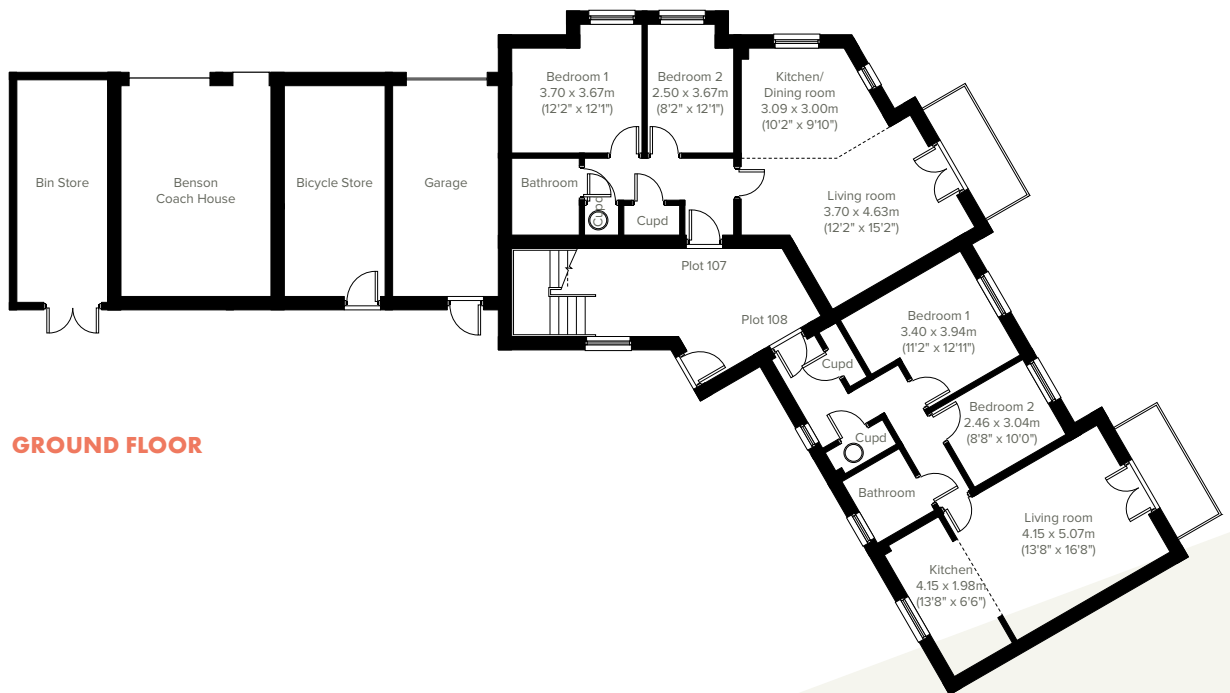 Bin Store
Benson
Coach House
Bicycle Store
Garage
Bedroom 1
3.70 x 3.67m
(12'2" x 12'1")
Bedroom 2
2.50 x 3.67m
(8'2" x 12'1")
Kitchen/
Dining room
3.09 x 3.00m
(10'2" x 9'10")
Bathroom
Cupd
Cupd
Living room
3.70 x 4.63m
(12'2" x 15'2")
Plot 107
Plot 108
Bedroom 1
3.40 x 3.94m
(11'2" x 12'11")
Cupd
Bedroom 2
2.46 x 3.04m
(8'8" x 10'0")
Cupd
Bathroom
Living room
4.15 x 5.07m
(13'8" x 16'8")
Kitchen
4.15 x 1.98m
(13'8" x 6'6")
GROUND FLOOR